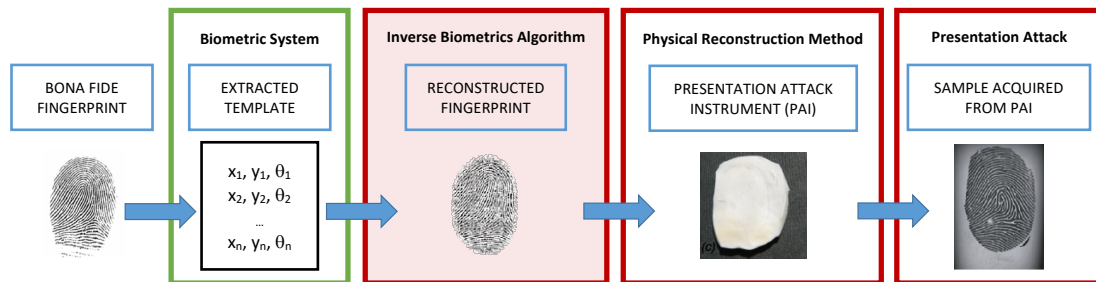 Biometric System
Inverse Biometrics Algorithm
Physical Reconstruction Method
Presentation Attack
BONA FIDE
FINGERPRINT
EXTRACTED
TEMPLATE
RECONSTRUCTED
FINGERPRINT
PRESENTATION ATTACK
INSTRUMENT (PAI)
SAMPLE ACQUIRED
FROM PAI
x₁, y₁, θ₁
x₂, y₂, θ₂
...
xₙ, yₙ, θₙ
(c)